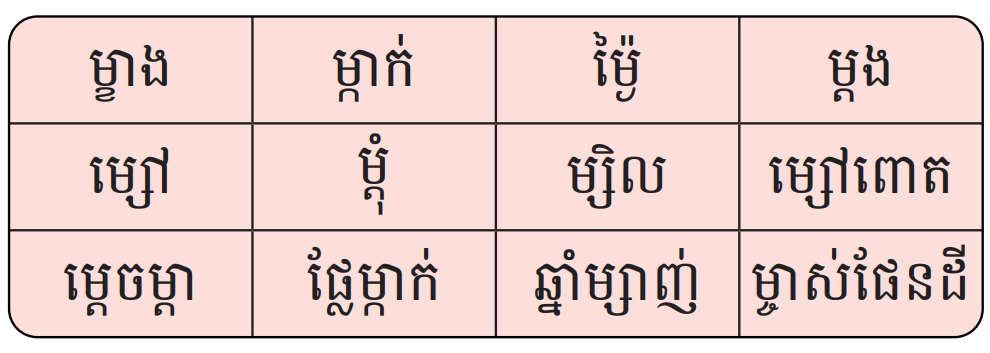 ម្ខាង ម្កាក់ ម៉្ងៃ ម្ដង
ម្សៅ ម្ដុំ ម្សិល ម្សៅពោត
ម្ដេចម្ដា ផ្លែម្កាក់ ឆ្នាំម្សាញ់ ម្ចាស់ផែនដី